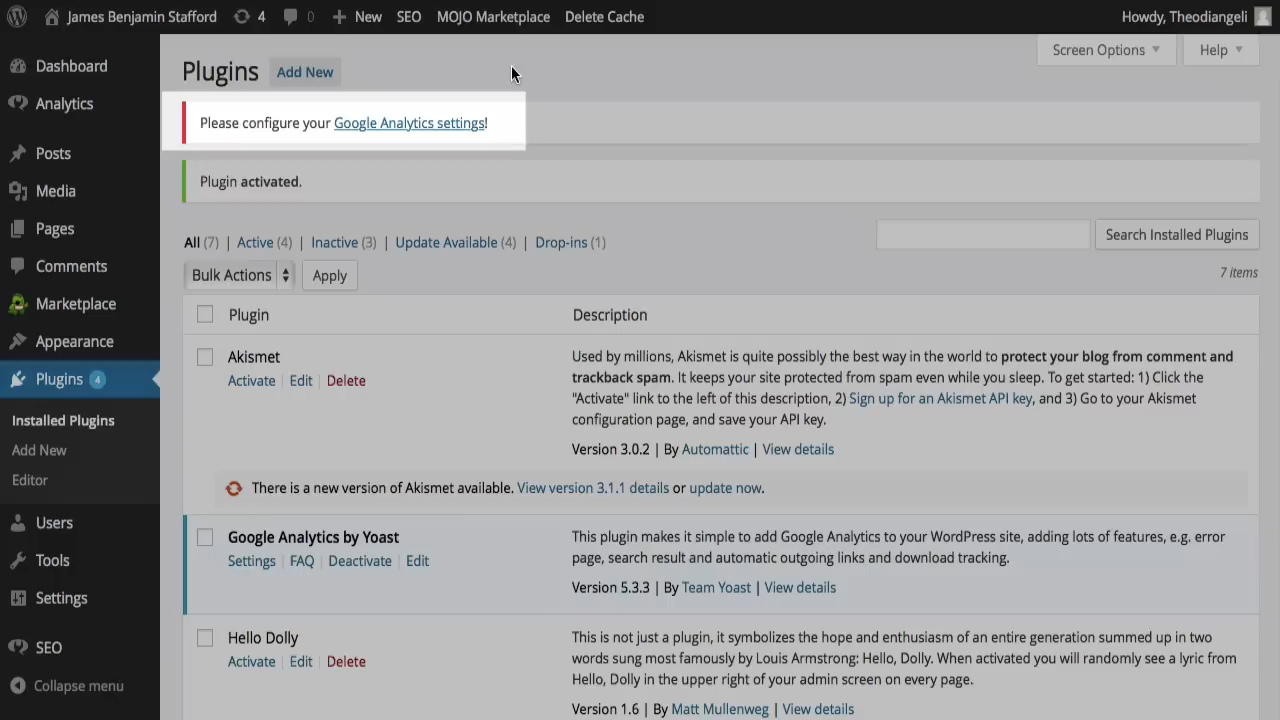 James Benjamin Stafford 4 0 New SEO MOJO Marketplace Delete Cache Howdy, Theodiangeli
Dashboard
Analytics
Posts
Media
Pages
Comments
Marketplace
Appearance
Plugins 4
Installed Plugins
Add New
Editor
Users
Tools
Settings
SEO
Collapse menu
Screen Options Help
Plugins Add New
Please configure your Google Analytics settings!
Plugin activated.
All (7) | Active (4) | Inactive (3) | Update Available (4) | Drop-ins (1)
Search Installed Plugins
Bulk Actions Apply
7 items
Plugin Description
Akismet
Activate | Edit | Delete
Used by millions, Akismet is quite possibly the best way in the world to protect your blog from comment and
trackback spam. It keeps your site protected from spam even while you sleep. To get started: 1) Click the
"Activate" link to the left of this description, 2) Sign up for an Akismet API key, and 3) Go to your Akismet
configuration page, and save your API key.
Version 3.0.2 | By Automattic | View details
There is a new version of Akismet available. View version 3.1.1 details or update now.
Google Analytics by Yoast
Settings | FAQ | Deactivate | Edit
This plugin makes it simple to add Google Analytics to your WordPress site, adding lots of features, e.g. error
page, search result and automatic outgoing links and download tracking.
Version 5.3.3 | By Team Yoast | View details
Hello Dolly
Activate | Edit | Delete
This is not just a plugin, it symbolizes the hope and enthusiasm of an entire generation summed up in two
words sung most famously by Louis Armstrong: Hello, Dolly. When activated you will randomly see a lyric from
Hello, Dolly in the upper right of your admin screen on every page.
Version 1.6 | By Matt Mullenweg | View details